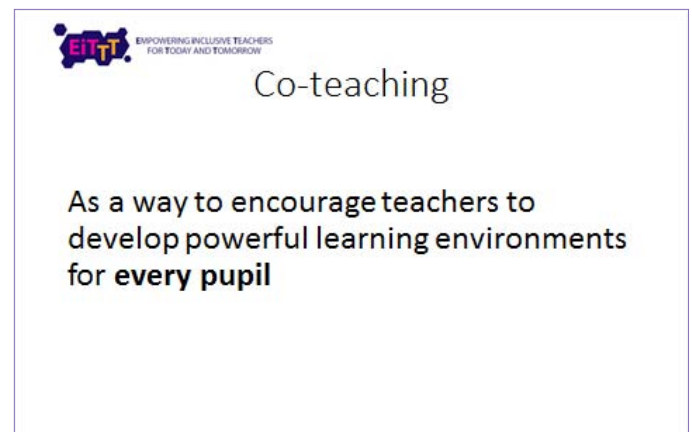 EiTTT
EMPOWERING INCLUSIVE TEACHERS
FOR TODAY AND TOMORROW
Co-teaching
As a way to encourage teachers to
develop powerful learning environments
for every pupil